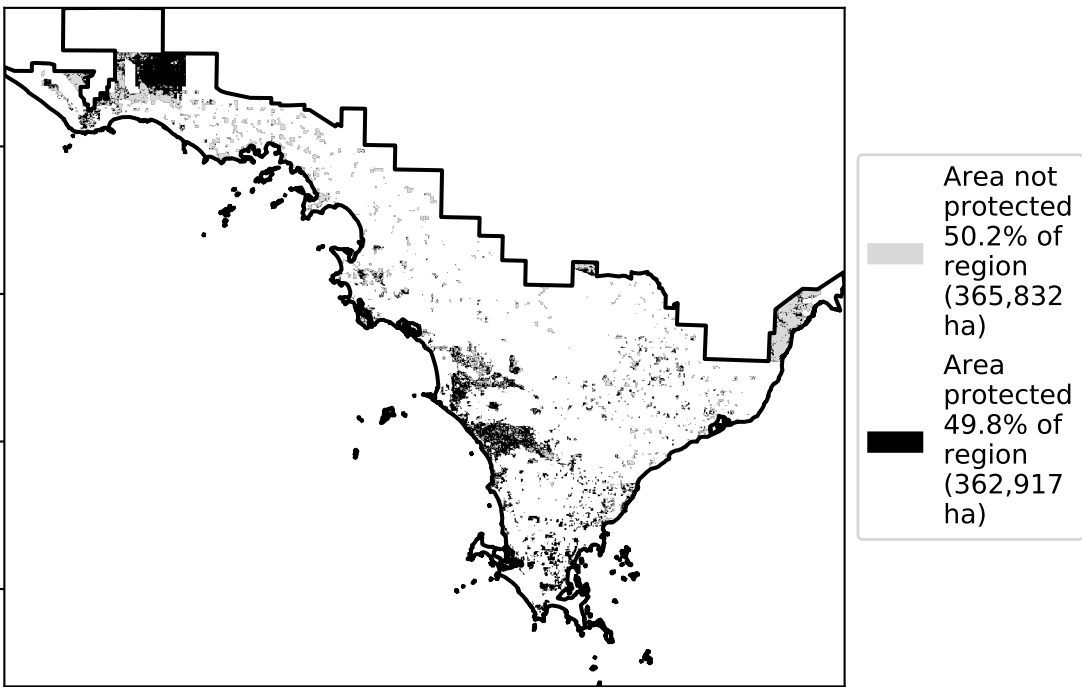 Area not
protected
50.2% of
region
(365,832
ha)
Area
protected
49.8% of
region
(362,917
ha)